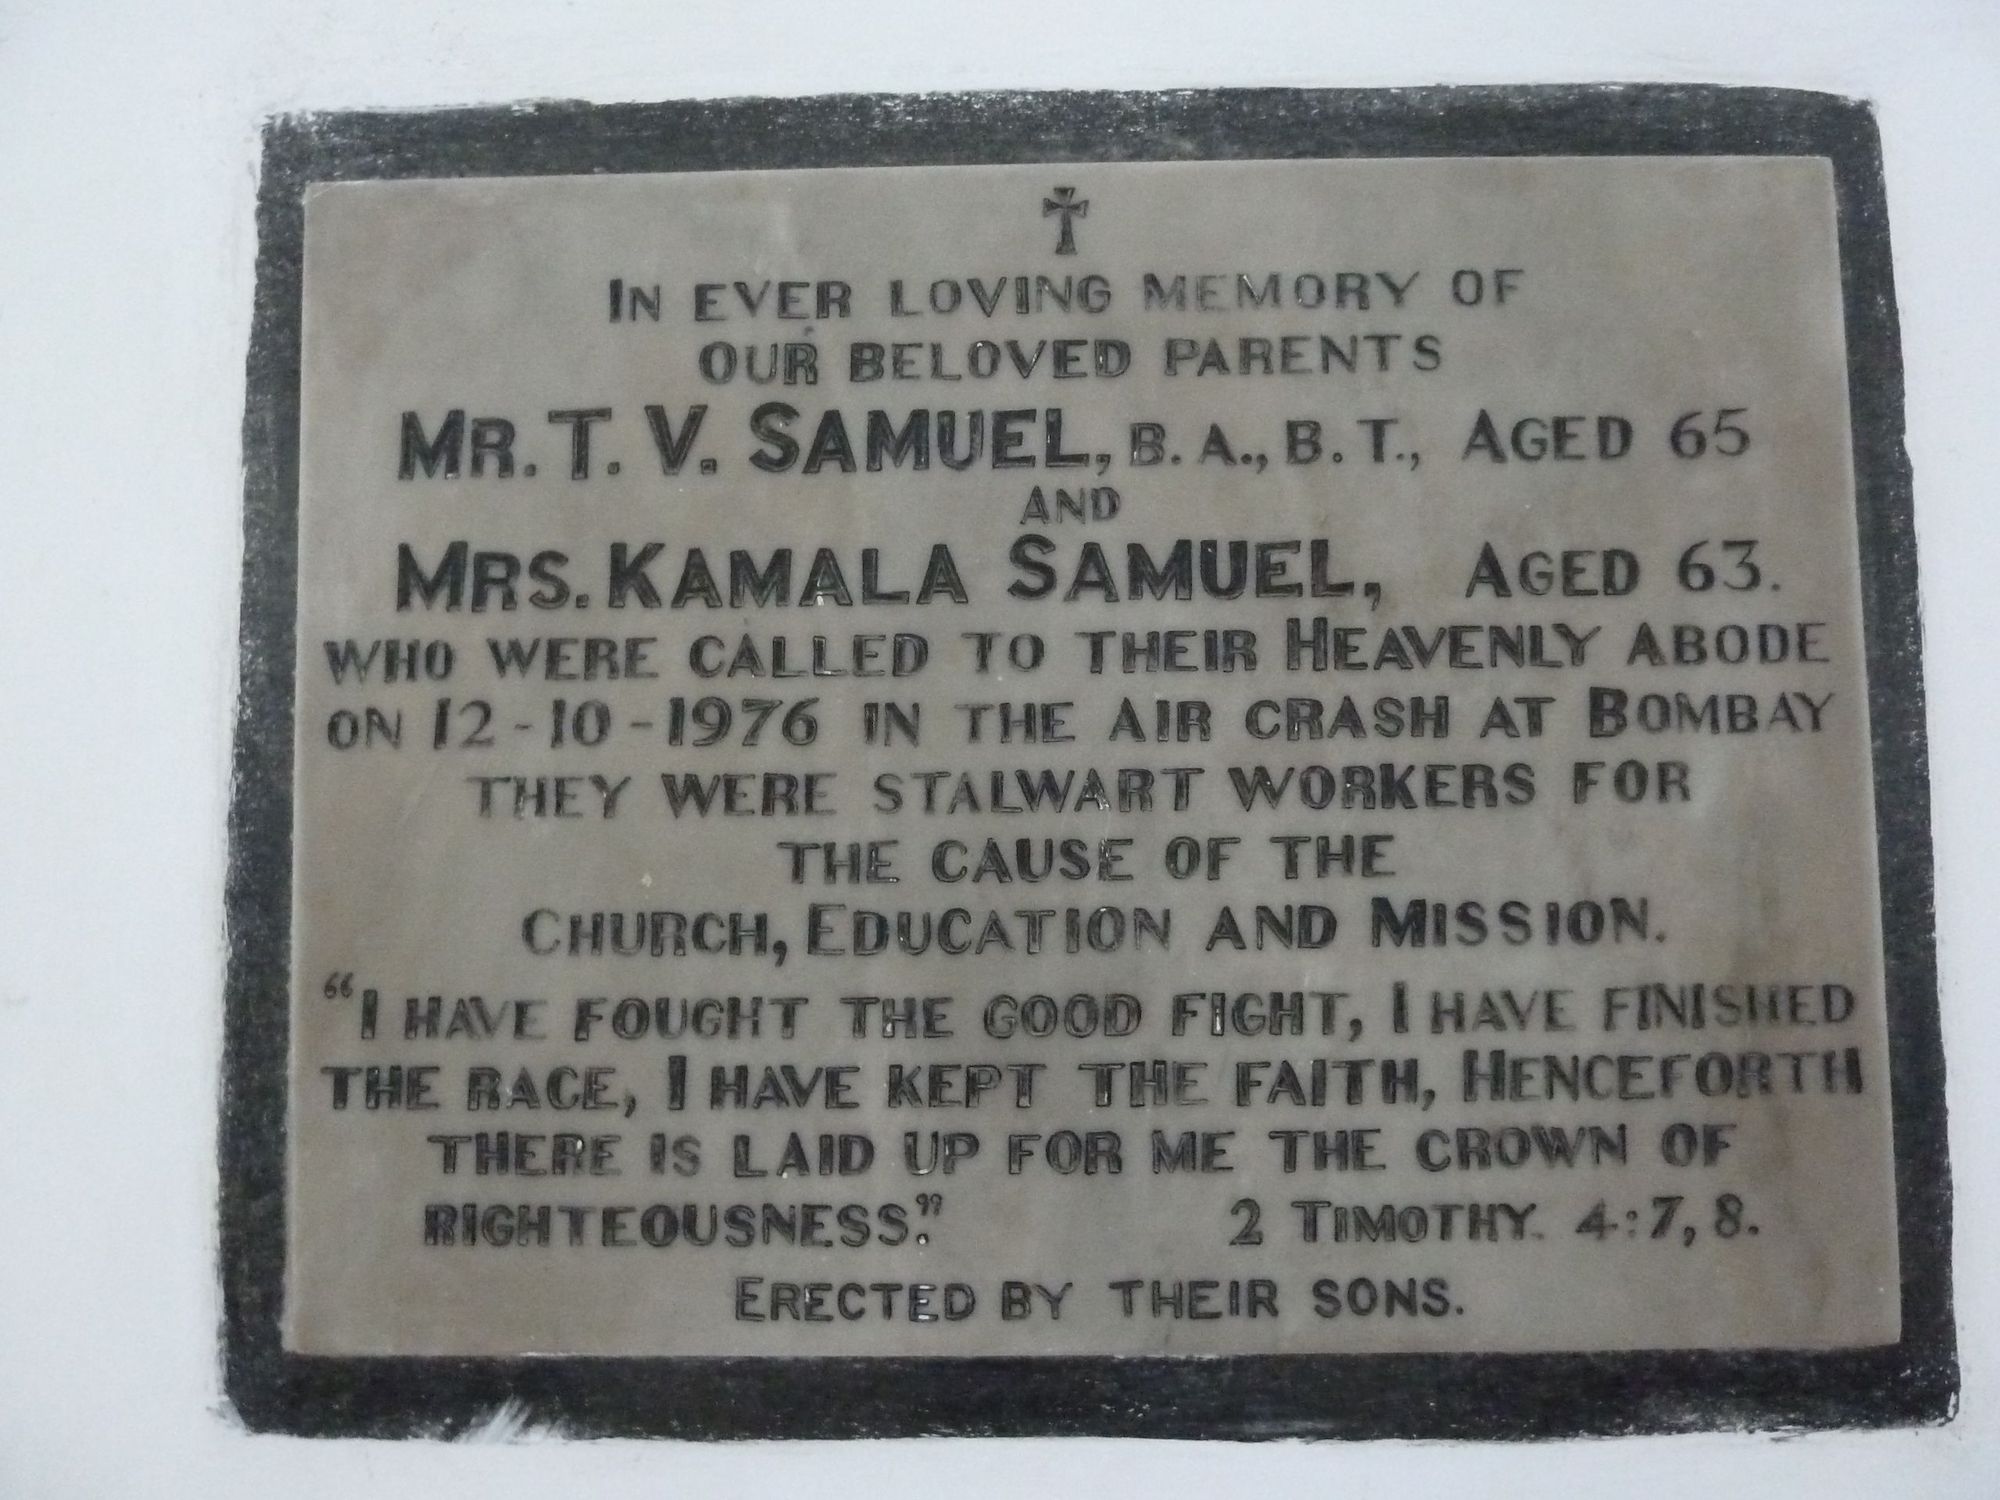 IN EVER LOVING MEMORY OF
OUR BELOVED PARENTS
MR. T. V. SAMUEL, B. A., B. T., AGED 65
AND
MRS. KAMALA SAMUEL, AGED 63.
WHO WERE CALLED TO THEIR HEAVENLY ABODE
ON 12-10-1976 IN THE AIR CRASH AT BOMBAY
THEY WERE STALWART WORKERS FOR
THE CAUSE OF THE
CHURCH, EDUCATION AND MISSION.
“I HAVE FOUGHT THE GOOD FIGHT, I HAVE FINISHED
THE RACE, I HAVE KEPT THE FAITH, HENCEFORTH
THERE IS LAID UP FOR ME THE CROWN OF
RIGHTEOUSNESS.” 2 TIMOTHY. 4:7, 8.
ERECTED BY THEIR SONS.